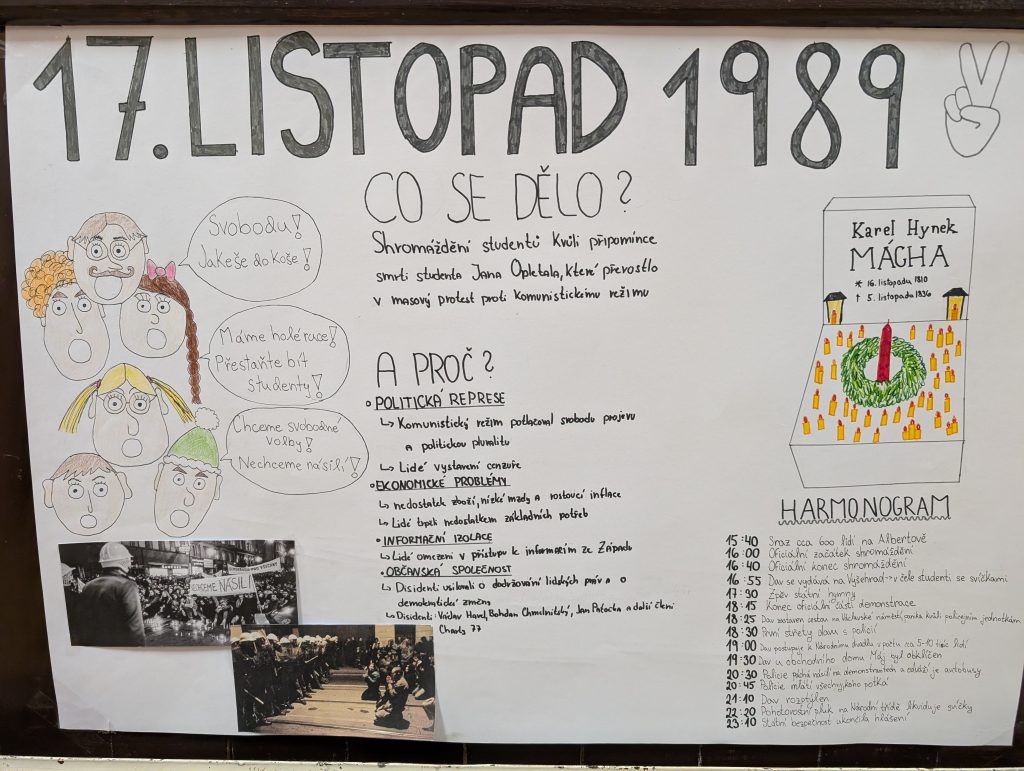 17. LISTOPAD 1989
CO SE DĚLO?
Shromáždění studentů kvůli připomínce
smrti studenta Jana Opletala, které přerostlo
v masový protest proti komunistickému režimu
Svobodu!
Jakeše do koše!
Máme holé ruce!
Přestaňte bít
studenty!
Chceme svobodné
volby!
Nechceme násilí!
A PROČ?
POLITICKÁ REPRESE
↳ Komunistický režim potlačoval svobodu projevu
a politickou pluralitu
↳ Lidé vystaveni cenzuře
EKONOMICKÉ PROBLÉMY
↳ nedostatek zboží, nízké mzdy a rostoucí inflace
↳ Lidé trpěli nedostatkem základních potřeb
INFORMAČNÍ IZOLACE
↳ Lidé omezeni v přístupu k informacím ze Západu
OBČANSKÁ SPOLEČNOST
↳ Disidenti usilovali o dodržování lidských práv a o
demokratické změny
↳ Disidenti: Václav Havel, Bohdan Chmilnitský, Jan Patočka a další členi
Charty 77
NECHCEME NÁSILÍ!
Karel Hynek
MÁCHA
* 16. listopadu 1810
† 5. listopadu 1836
HARMONOGRAM
15:40 Sraz cca 600 lidí na Albertově
16:00 Oficiální začátek shromáždění
16:40 Oficiální konec shromáždění
16:55 Dav se vydává na Vyšehrad → v čele studenti se svíčkami
17:30 Zpěv státní hymny
18:15 Konec oficiální části demonstrace
18:25 Dav zastaven cestou na Václavské náměstí, panika kvůli policejním jednotkám
18:30 První střety davu s policií
19:00 Dav postupuje k Národnímu divadlu v počtu cca 5-10 tisíc lidí
19:30 Dav u obchodního domu Máj byl obklíčen
20:30 Policie páchá násilí na demonstrantech a odváží je autobusy
20:45 Policie mlátí všechny, koho potká
21:10 Dav rozptýlen
22:20 Pohotovostní pluk na Národní třídě likviduje svíčky
23:10 Státní bezpečnost ukončila hlášení